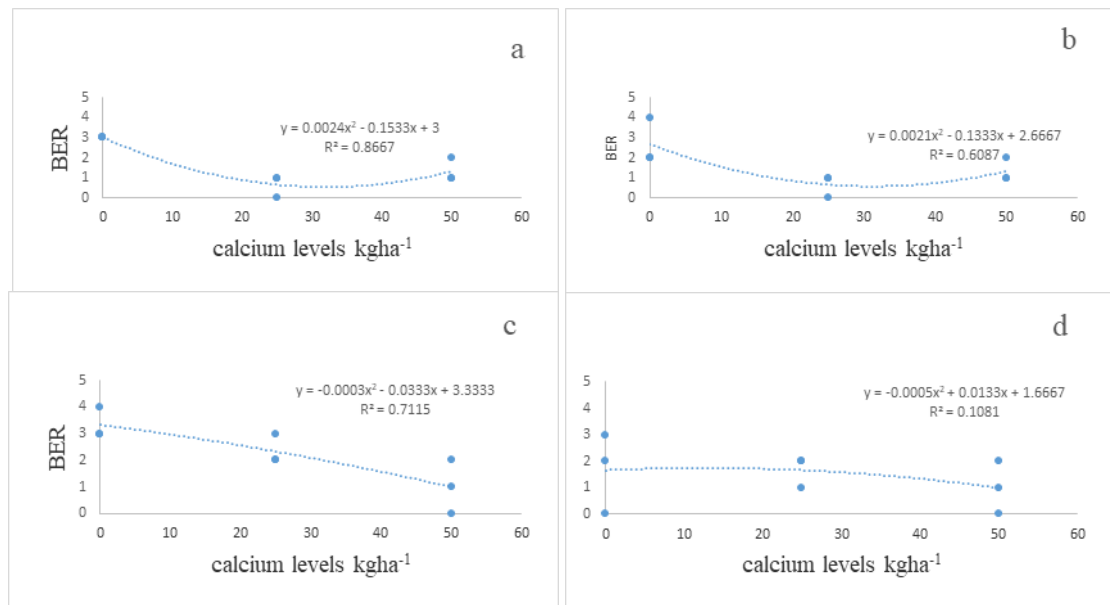 a
5
4
3
2
1
0
BER
y = 0.0024x² - 0.1533x + 3
R² = 0.8667
0 10 20 30 40 50 60
calcium levels kgha⁻¹
b
5
4
3
2
1
0
BER
y = 0.0021x² - 0.1333x + 2.6667
R² = 0.6087
0 10 20 30 40 50 60
calcium levels kgha⁻¹
c
5
4
3
2
1
0
BER
y = -0.0003x² - 0.0333x + 3.3333
R² = 0.7115
0 10 20 30 40 50 60
calcium levels kgha⁻¹
d
5
4
3
2
1
0
y = -0.0005x² + 0.0133x + 1.6667
R² = 0.1081
0 10 20 30 40 50 60
calcium levels kgha⁻¹